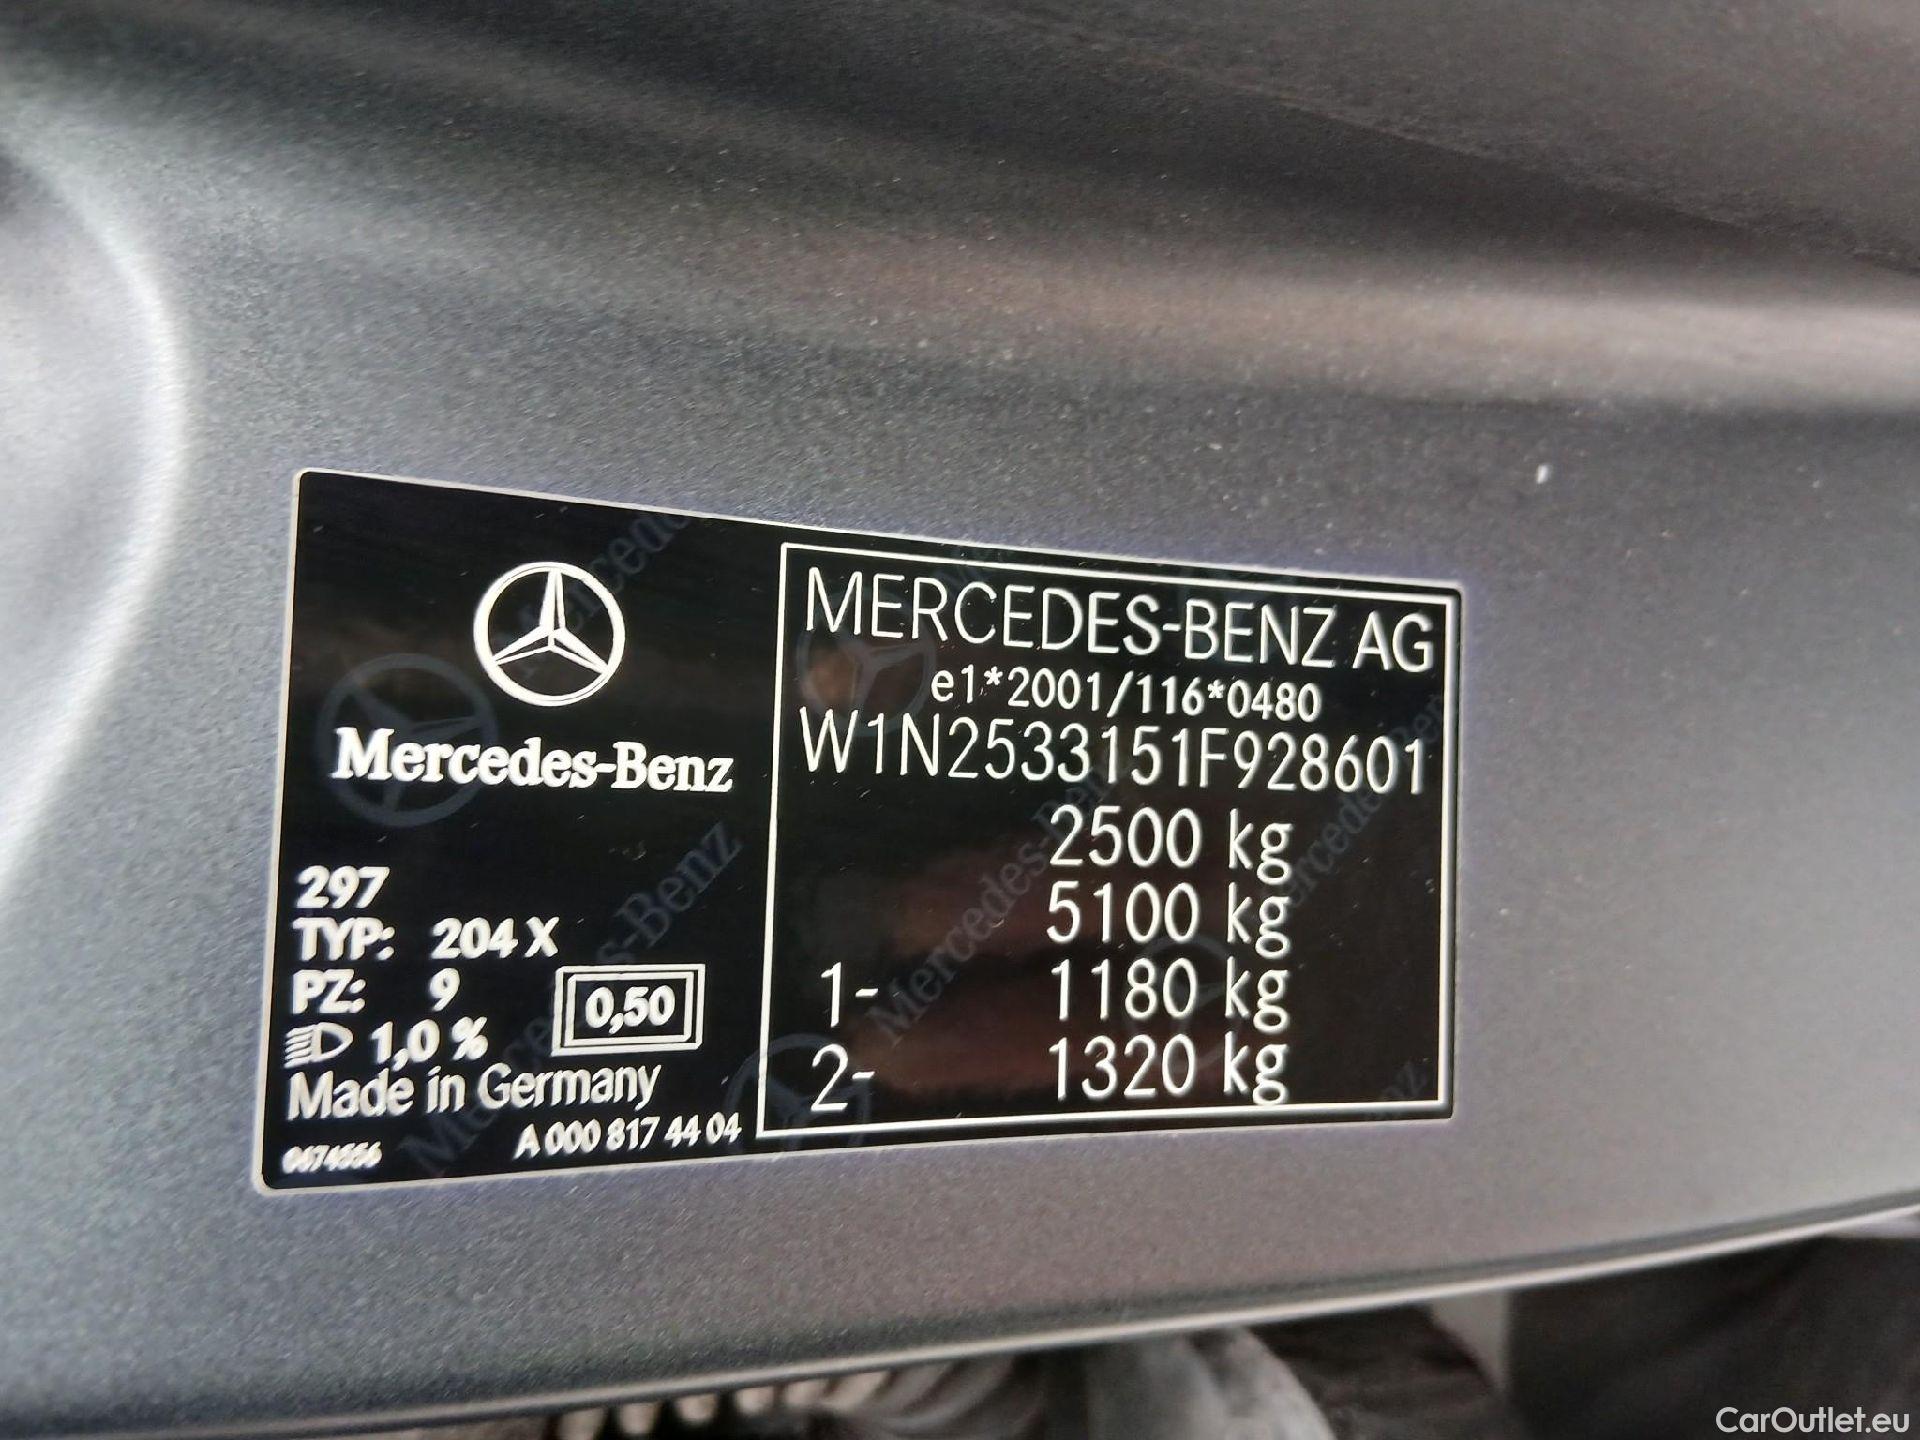 Mercedes-Benz
297
TYP: 204 X
PZ: 9
1,0 %
0,50
Made in Germany
A 000 817 44 04
MERCEDES-BENZ AG
e1*2001/116*0480
W1N2533151F928601
2500 kg
5100 kg
1- 1180 kg
2- 1320 kg
CarOutlet.eu